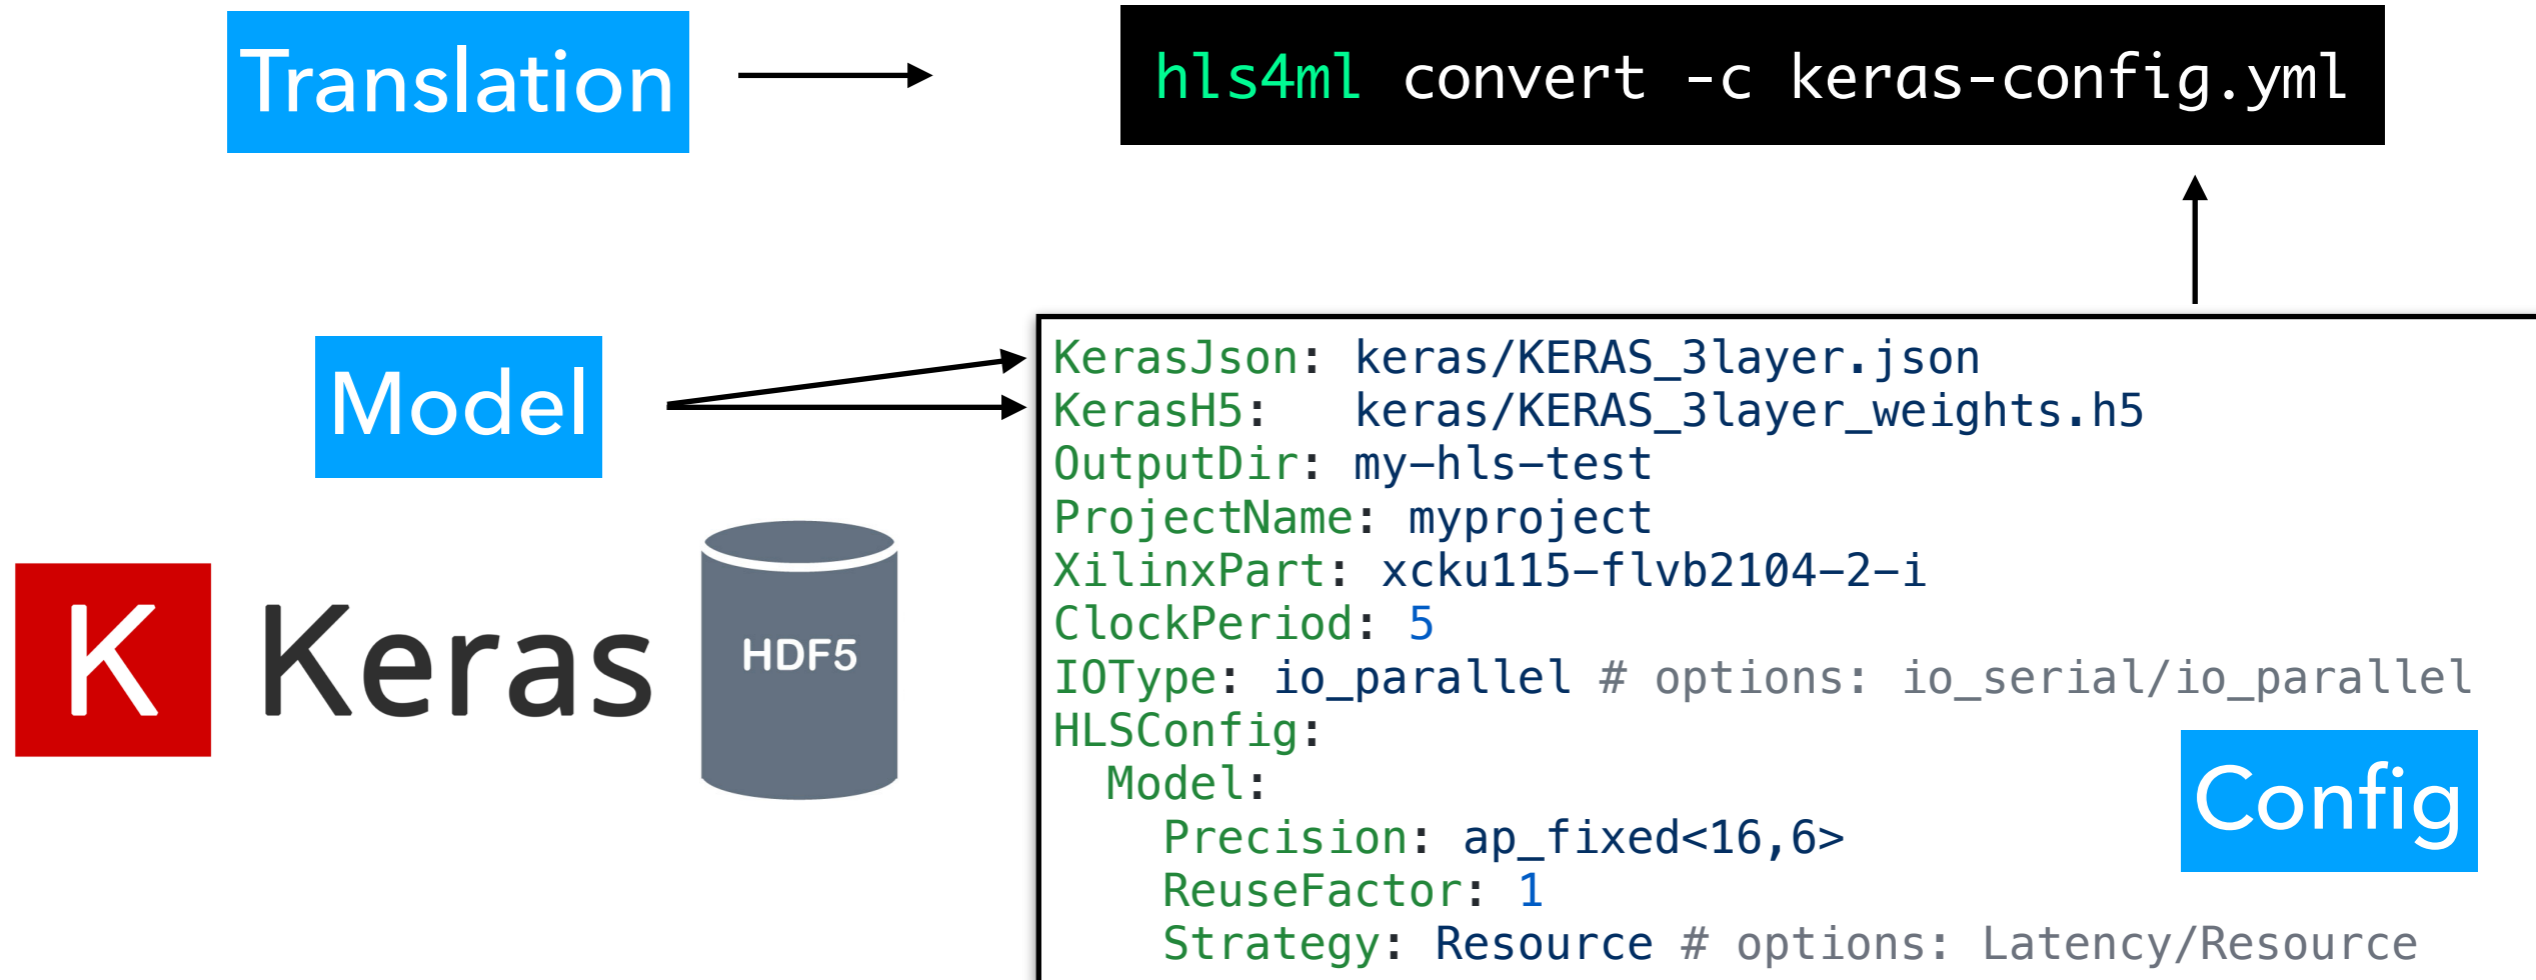 Translation
hls4ml convert -c keras-config.yml
Model
K Keras
HDF5
KerasJson: keras/KERAS_3layer.json
KerasH5:   keras/KERAS_3layer_weights.h5
OutputDir: my-hls-test
ProjectName: myproject
XilinxPart: xcku115-flvb2104-2-i
ClockPeriod: 5
IOType: io_parallel # options: io_serial/io_parallel
HLSConfig:
  Model:
    Precision: ap_fixed<16,6>
    ReuseFactor: 1
    Strategy: Resource # options: Latency/Resource
Config